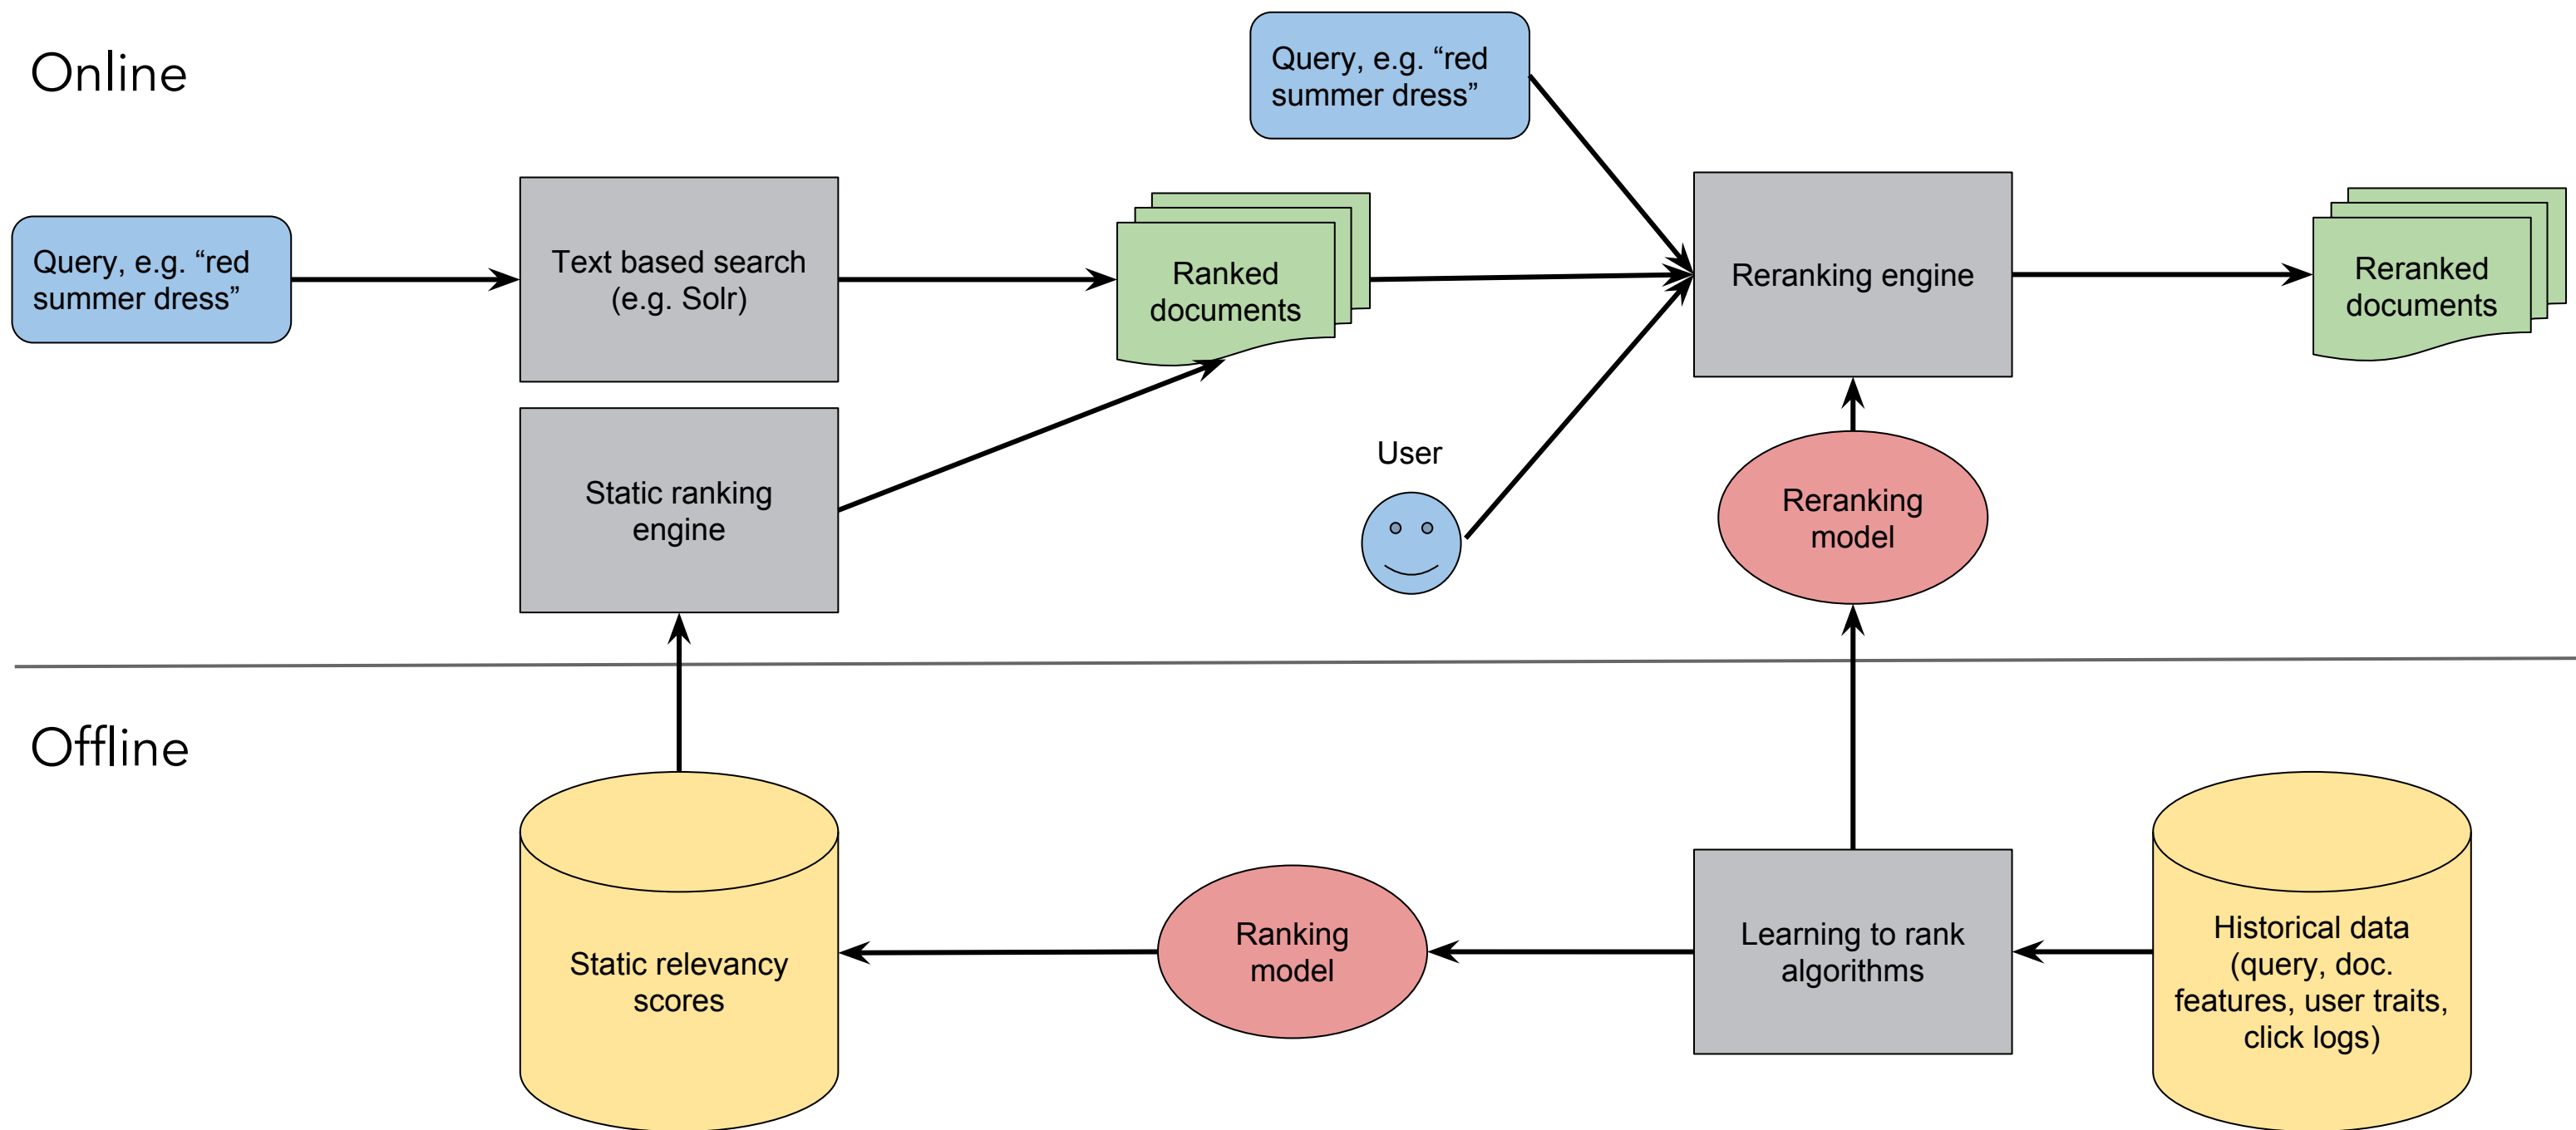 Online
Query, e.g. “red
summer dress”
Query, e.g. “red
summer dress”
Text based search
(e.g. Solr)
Ranked
documents
Reranking engine
Reranked
documents
Static ranking
engine
User
Reranking
model
Offline
Static relevancy
scores
Ranking
model
Learning to rank
algorithms
Historical data
(query, doc.
features, user traits,
click logs)